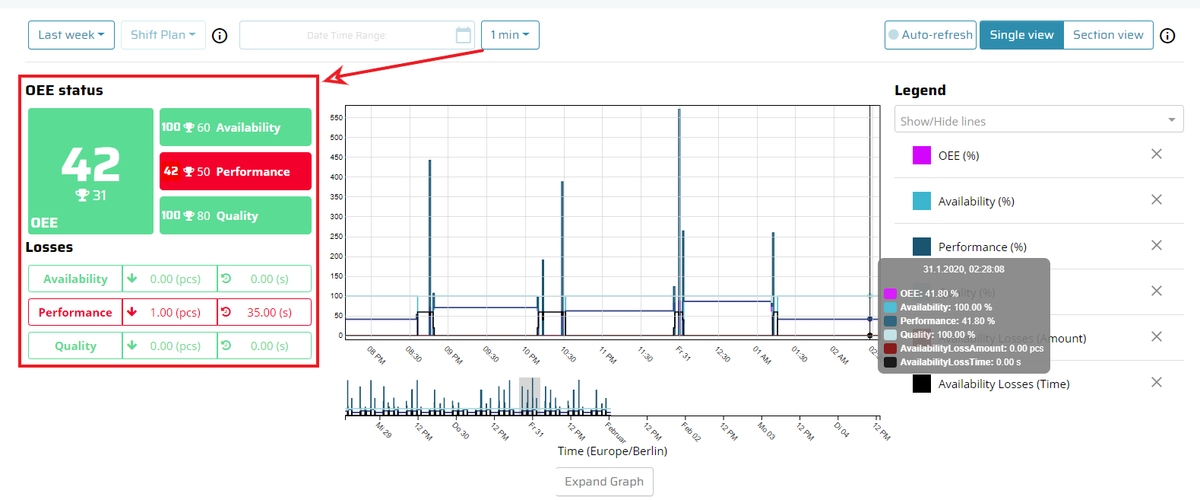 Last week
Shift Plan
Date Time Range:
1 min
Auto-refresh
Single view
Section view
OEE status
42
31
OEE
100 60 Availability
42 50 Performance
100 80 Quality
Losses
Availability 0.00 (pcs) 0.00 (s)
Performance 1.00 (pcs) 35.00 (s)
Quality 0.00 (pcs) 0.00 (s)
550
500
450
400
350
300
250
200
150
100
50
0
08 PM
08:30
09 PM
09:30
10 PM
10:30
11 PM
11:30
Fr 31
12:30
01 AM
01:30
02 AM
Mi 29
12 PM
Do 30
12 PM
Fr 31
12 PM
Februar
12 PM
Feb 02
12 PM
Mo 03
12 PM
Di 04
12 PM
Time (Europe/Berlin)
Expand Graph
Legend
Show/Hide lines
OEE (%)
Availability (%)
Performance (%)
31.1.2020, 02:28:08
OEE: 41.80 %
Availability: 100.00 %
Performance: 41.80 %
Quality: 100.00 %
AvailabilityLossAmount: 0.00 pcs
AvailabilityLossTime: 0.00 s
Availability Losses (Time)